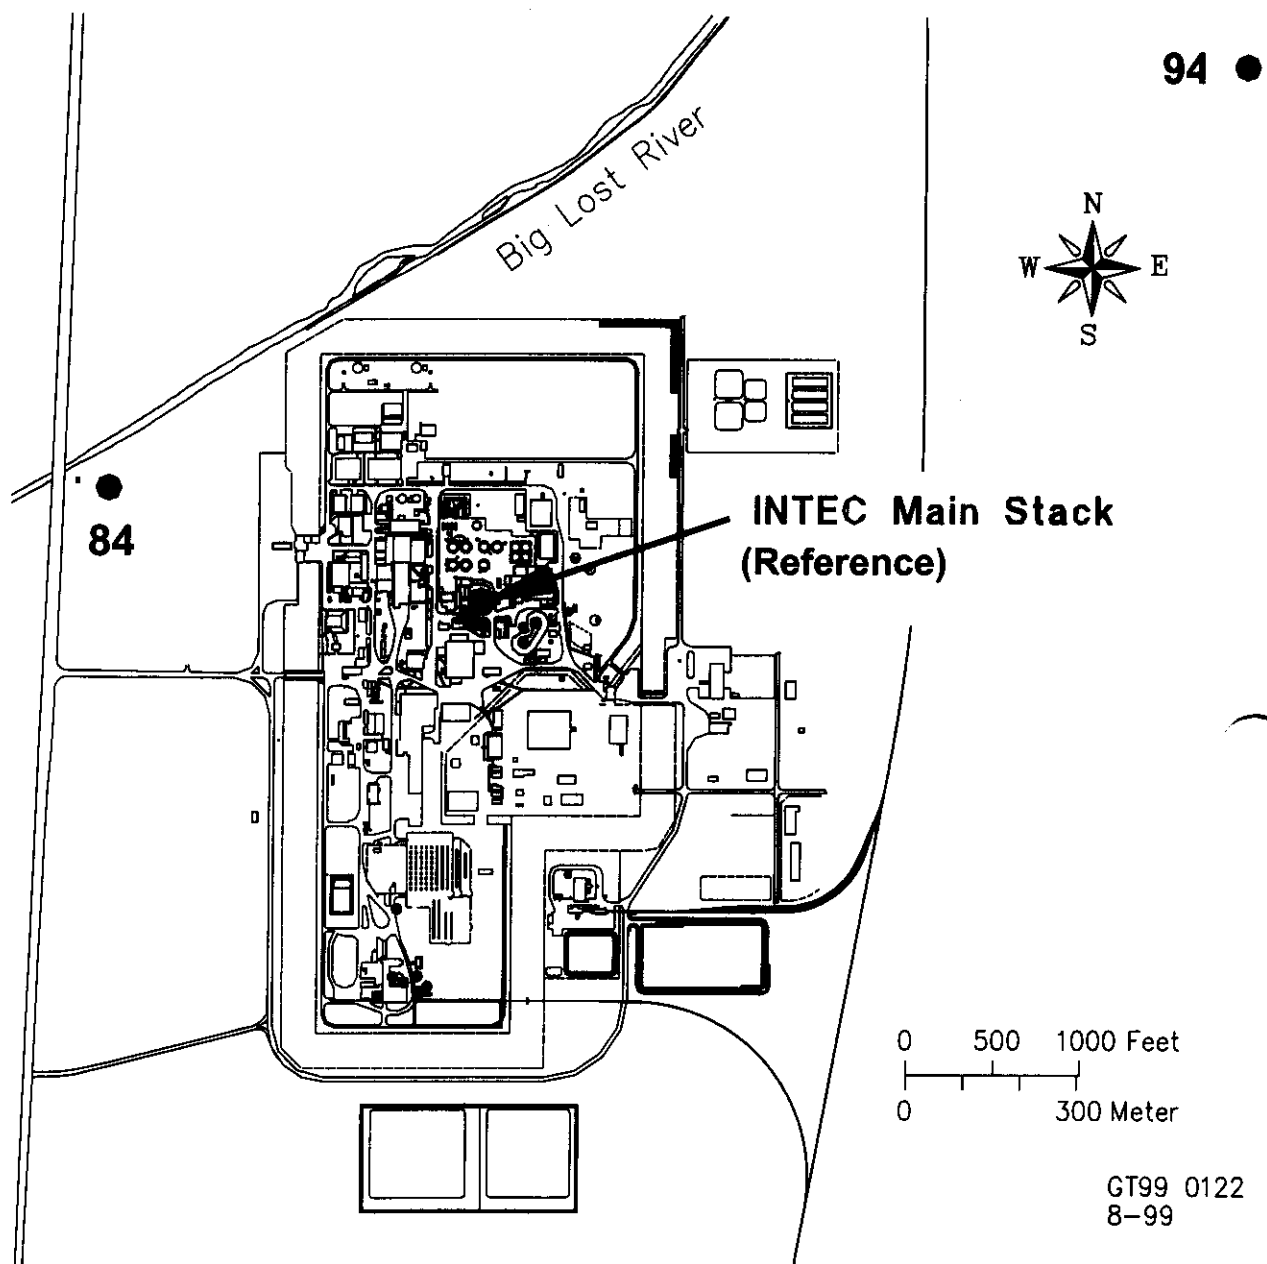 94
Big Lost River
N
W E
S
84
INTEC Main Stack
(Reference)
0 500 1000 Feet
0 300 Meter
GT99 0122
8-99